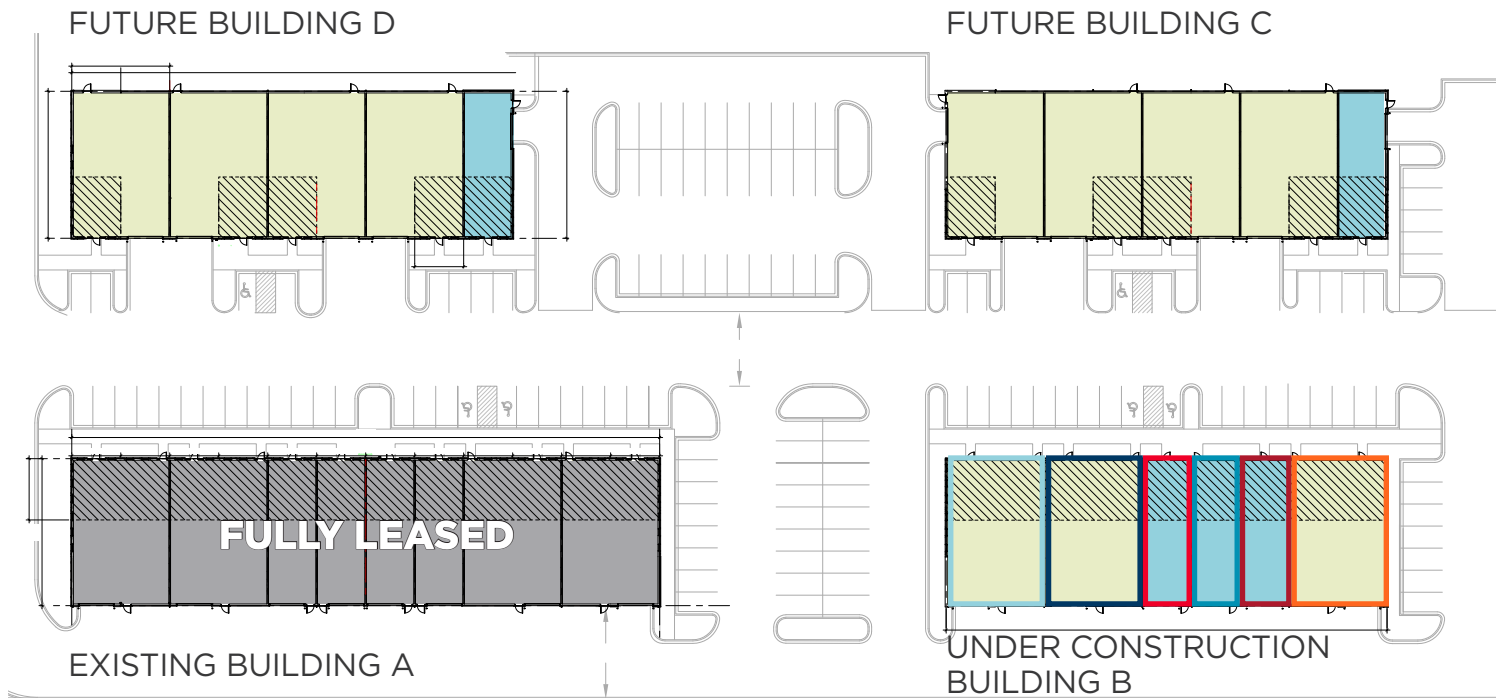 FUTURE BUILDING D
FUTURE BUILDING C
FULLY LEASED
EXISTING BUILDING A
UNDER CONSTRUCTION
BUILDING B